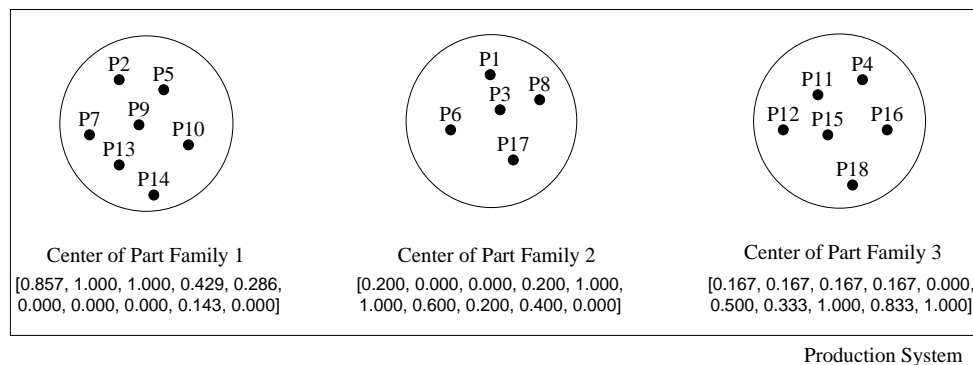 P2
P5
P7
P9
P10
P13
P14
Center of Part Family 1
[0.857, 1.000, 1.000, 0.429, 0.286,
0.000, 0.000, 0.000, 0.143, 0.000]
P1
P8
P3
P6
P17
Center of Part Family 2
[0.200, 0.000, 0.000, 0.200, 1.000,
1.000, 0.600, 0.200, 0.400, 0.000]
P4
P11
P12
P15
P16
P18
Center of Part Family 3
[0.167, 0.167, 0.167, 0.167, 0.000,
0.500, 0.333, 1.000, 0.833, 1.000]
Production System